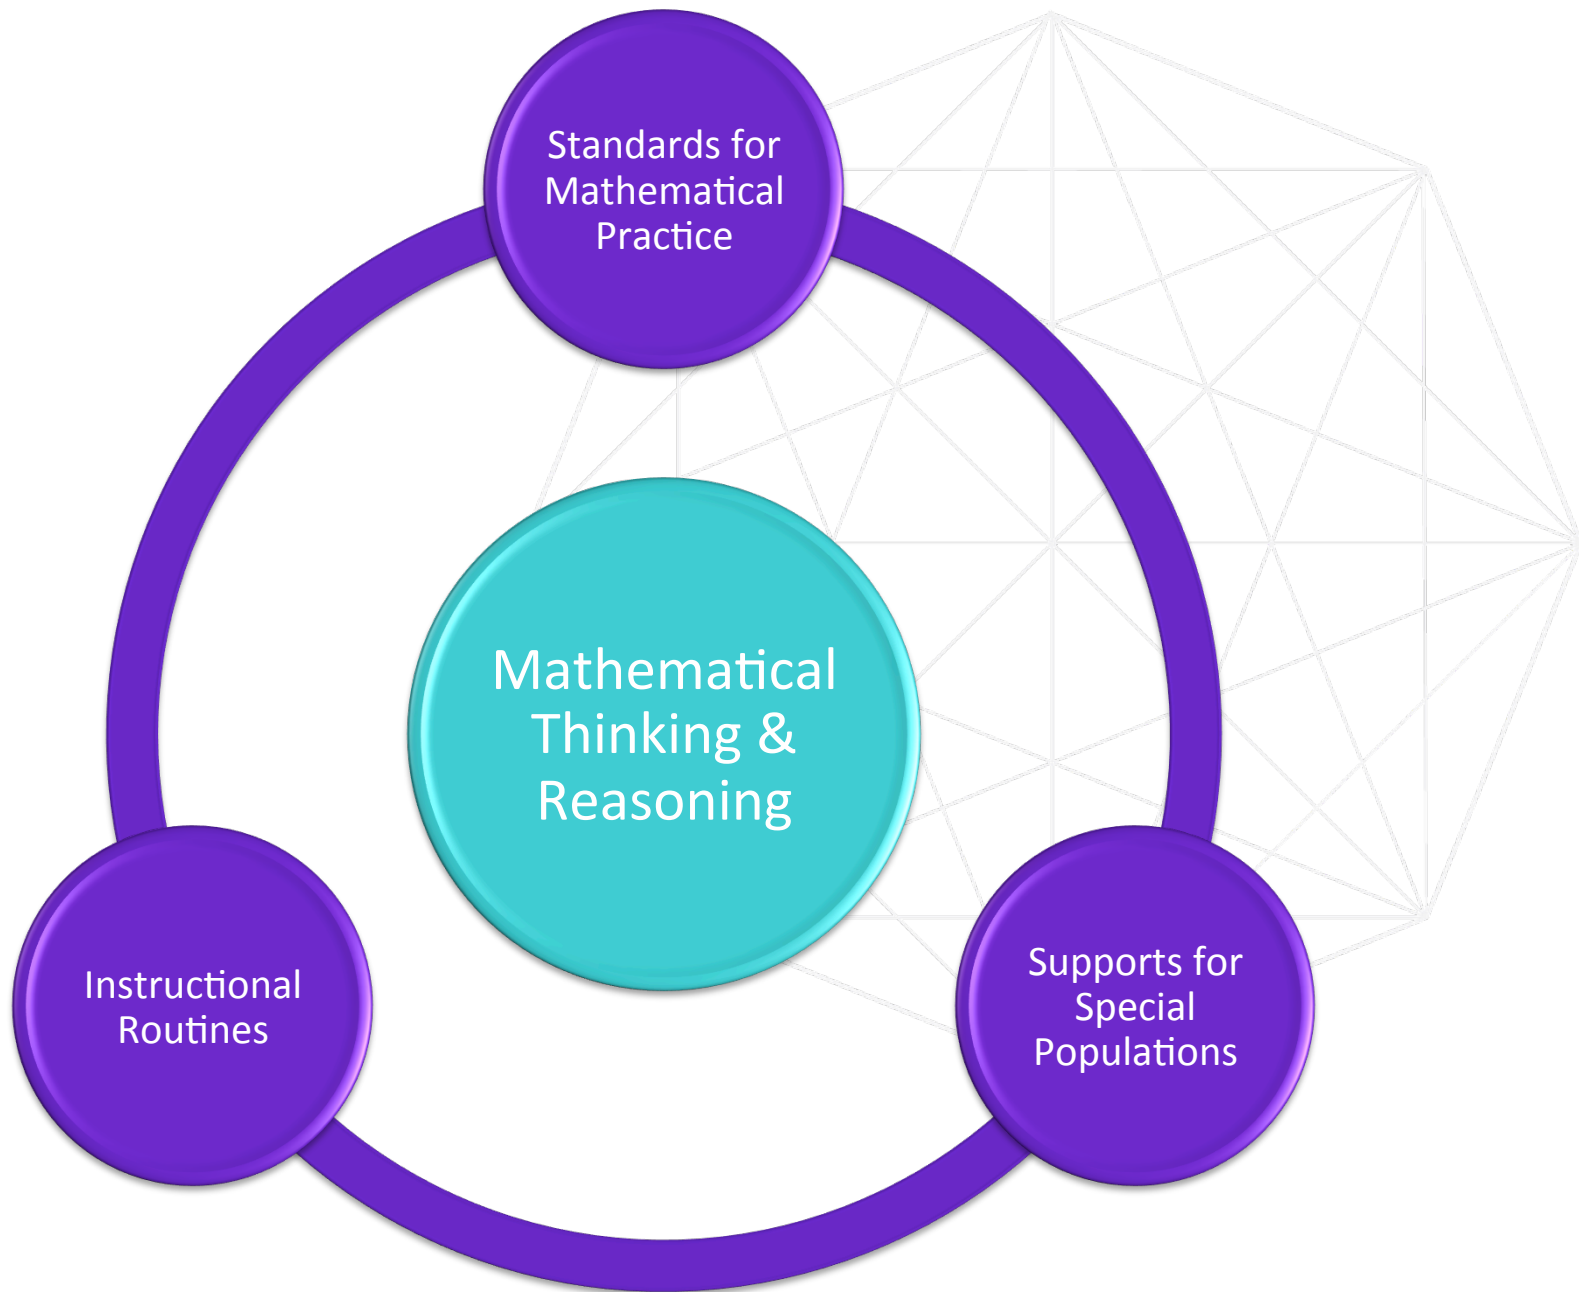 Standards for
Mathematical
Practice
Mathematical
Thinking &
Reasoning
Instructional
Routines
Supports for
Special
Populations